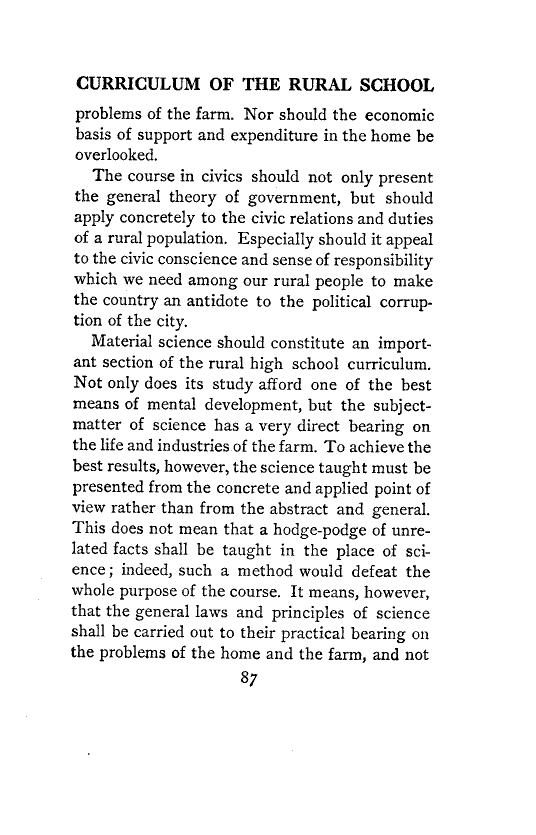 CURRICULUM OF THE RURAL SCHOOL
problems of the farm. Nor should the economic
basis of support and expenditure in the home be
overlooked.
The course in civics should not only present
the general theory of government, but should
apply concretely to the civic relations and duties
of a rural population. Especially should it appeal
to the civic conscience and sense of responsibility
which we need among our rural people to make
the country an antidote to the political corrup-
tion of the city.
Material science should constitute an import-
ant section of the rural high school curriculum.
Not only does its study afford one of the best
means of mental development, but the subject-
matter of science has a very direct bearing on
the life and industries of the farm. To achieve the
best results, however, the science taught must be
presented from the concrete and applied point of
view rather than from the abstract and general.
This does not mean that a hodge-podge of unre-
lated facts shall be taught in the place of sci-
ence; indeed, such a method would defeat the
whole purpose of the course. It means, however,
that the general laws and principles of science
shall be carried out to their practical bearing on
the problems of the home and the farm, and not
87